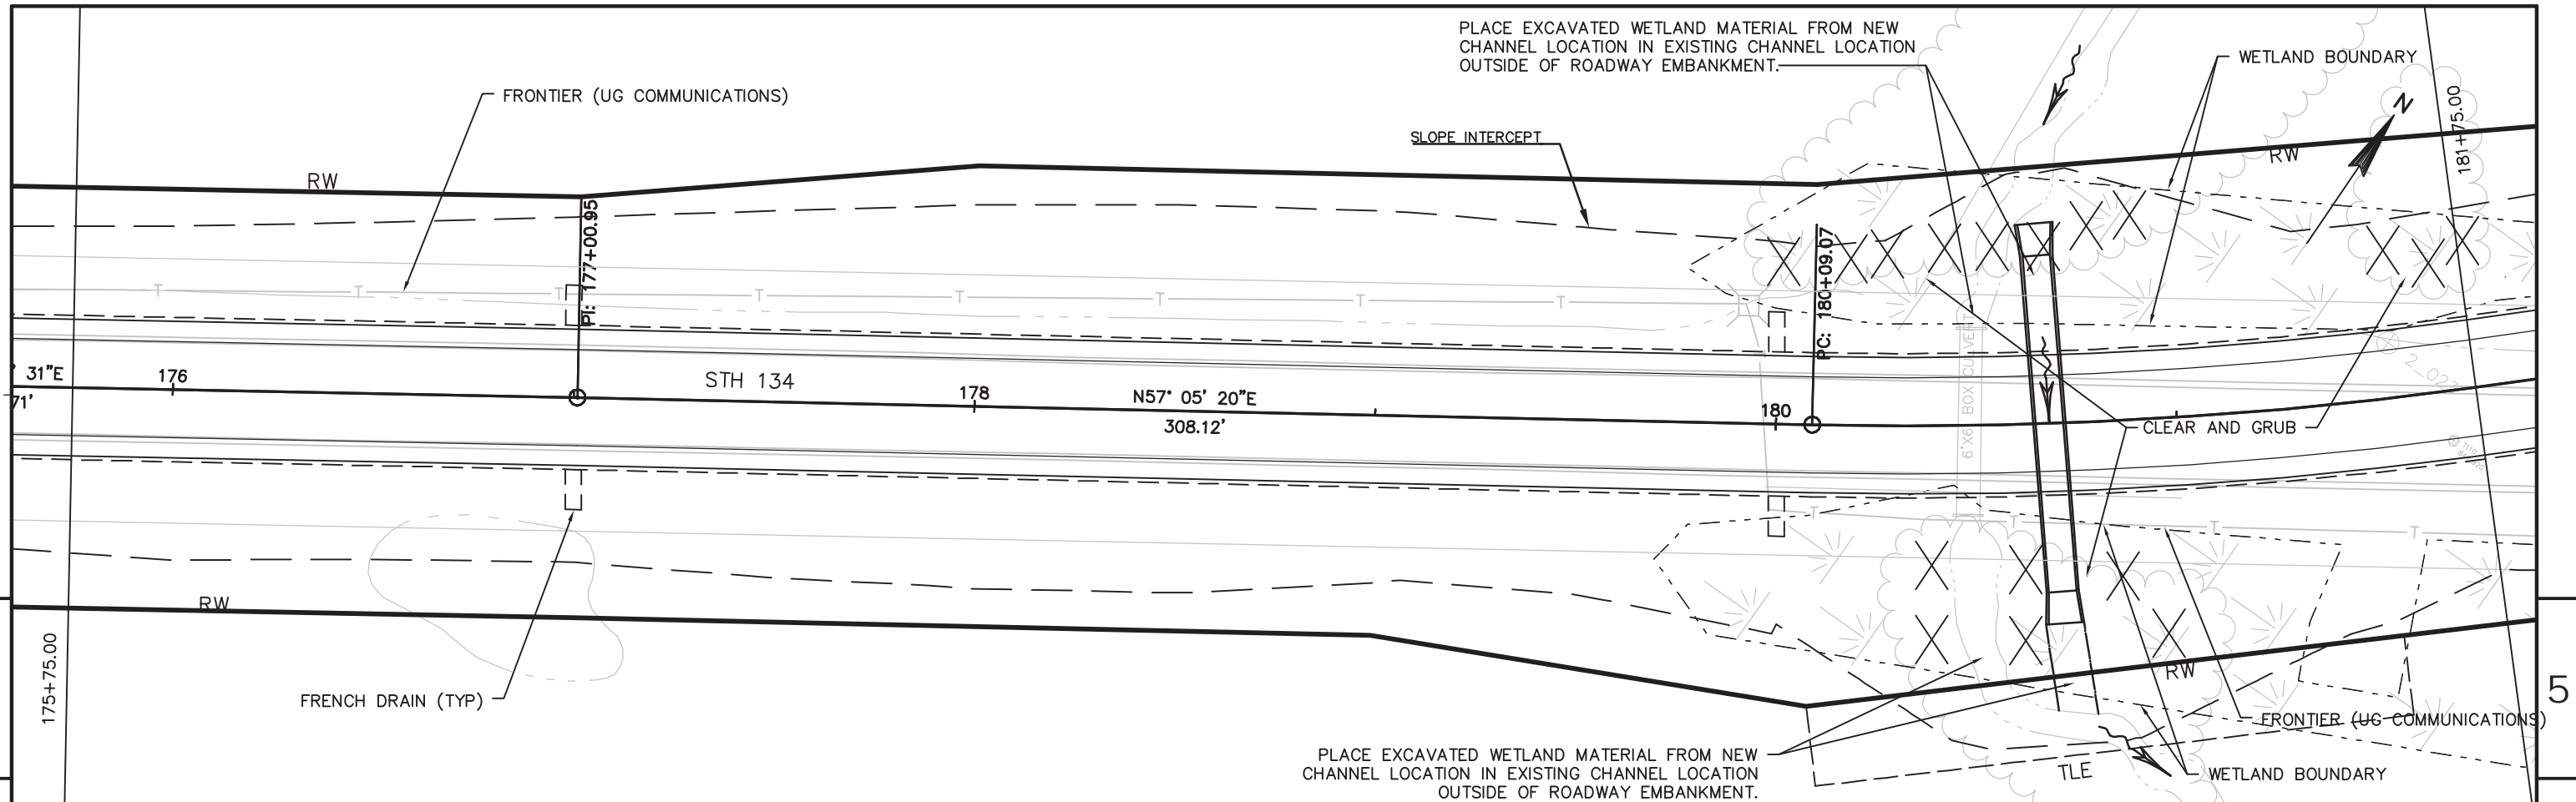 PLACE EXCAVATED WETLAND MATERIAL FROM NEW
CHANNEL LOCATION IN EXISTING CHANNEL LOCATION
OUTSIDE OF ROADWAY EMBANKMENT.
WETLAND BOUNDARY
FRONTIER (UG COMMUNICATIONS)
SLOPE INTERCEPT
N
181+75.00
RW
RW
PI: 177+00.95
PC: 180+09.07
T T T T T T T T
6'X6' BOX CULVERT
' 31"E
71'
176
STH 134
178
N57° 05' 20"E
308.12'
180
CLEAR AND GRUB
T T T T
RW
RW
175+75.00
FRENCH DRAIN (TYP)
5
FRONTIER (UG COMMUNICATIONS)
PLACE EXCAVATED WETLAND MATERIAL FROM NEW
CHANNEL LOCATION IN EXISTING CHANNEL LOCATION
OUTSIDE OF ROADWAY EMBANKMENT.
TLE
WETLAND BOUNDARY